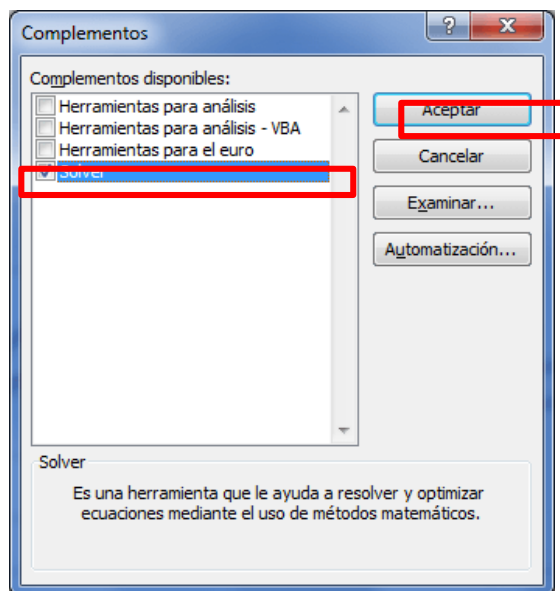 Complementos
Complementos disponibles:
Herramientas para análisis
Herramientas para análisis - VBA
Herramientas para el euro
Solver
Aceptar
Cancelar
Examinar...
Automatización...
Solver
Es una herramienta que le ayuda a resolver y optimizar
ecuaciones mediante el uso de métodos matemáticos.